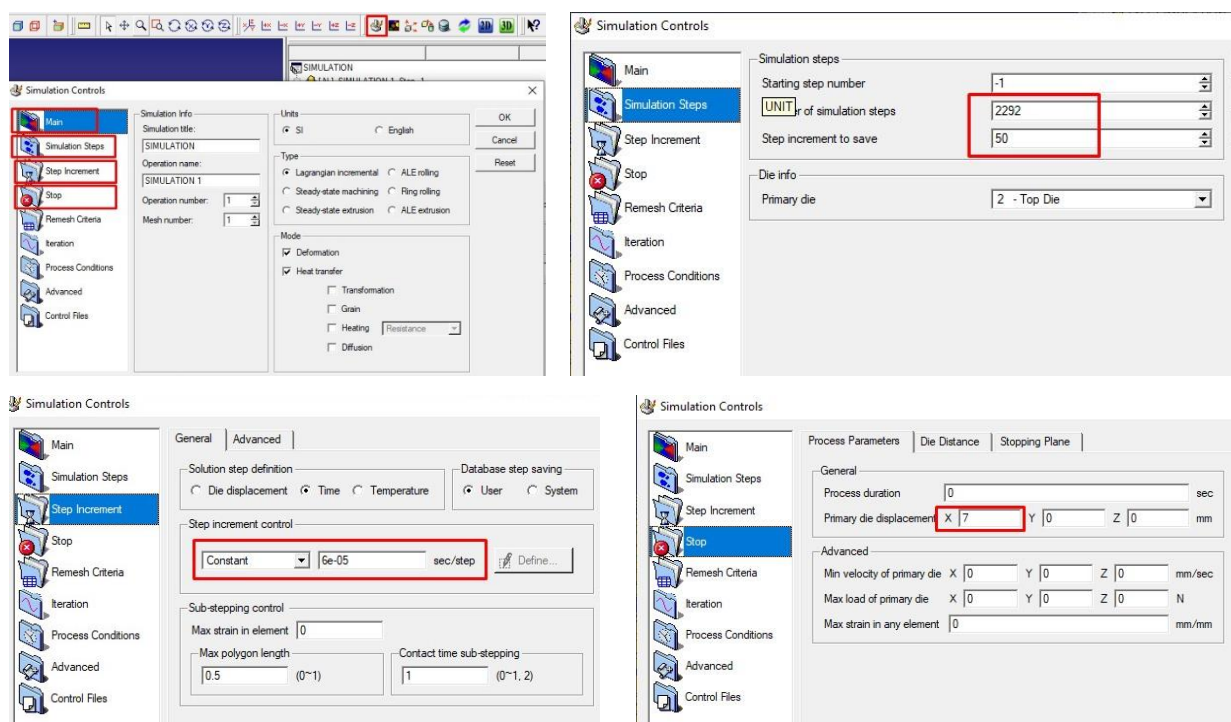 SIMULATION
Simulation Controls
Main
Simulation Steps
Step Increment
Stop
Remesh Criteria
Iteration
Process Conditions
Advanced
Control Files
Simulation Info
Simulation title:
SIMULATION
Operation name:
SIMULATION 1
Operation number: 1
Mesh number: 1
Units
SI English
Type
Lagrangian incremental ALE rolling
Steady-state machining Ring rolling
Steady-state extrusion ALE extrusion
Mode
Deformation
Heat transfer
Transformation
Grain
Heating Resistance
Diffusion
OK
Cancel
Reset
Simulation Controls
Main
Simulation Steps
Step Increment
Stop
Remesh Criteria
Iteration
Process Conditions
Advanced
Control Files
Simulation steps
Starting step number -1
UNIT r of simulation steps 2292
Step increment to save 50
Die info
Primary die 2 - Top Die
Simulation Controls
Main
Simulation Steps
Step Increment
Stop
Remesh Criteria
Iteration
Process Conditions
Advanced
Control Files
General Advanced
Solution step definition
Die displacement Time Temperature
Database step saving
User System
Step increment control
Constant 6e-05 sec/step Define...
Sub-stepping control
Max strain in element 0
Max polygon length
0.5 (0~1)
Contact time sub-stepping
1 (0~1, 2)
Simulation Controls
Main
Simulation Steps
Step Increment
Stop
Remesh Criteria
Iteration
Process Conditions
Advanced
Control Files
Process Parameters Die Distance Stopping Plane
General
Process duration 0 sec
Primary die displacement X 7 Y 0 Z 0 mm
Advanced
Min velocity of primary die X 0 Y 0 Z 0 mm/sec
Max load of primary die X 0 Y 0 Z 0 N
Max strain in any element 0 mm/mm